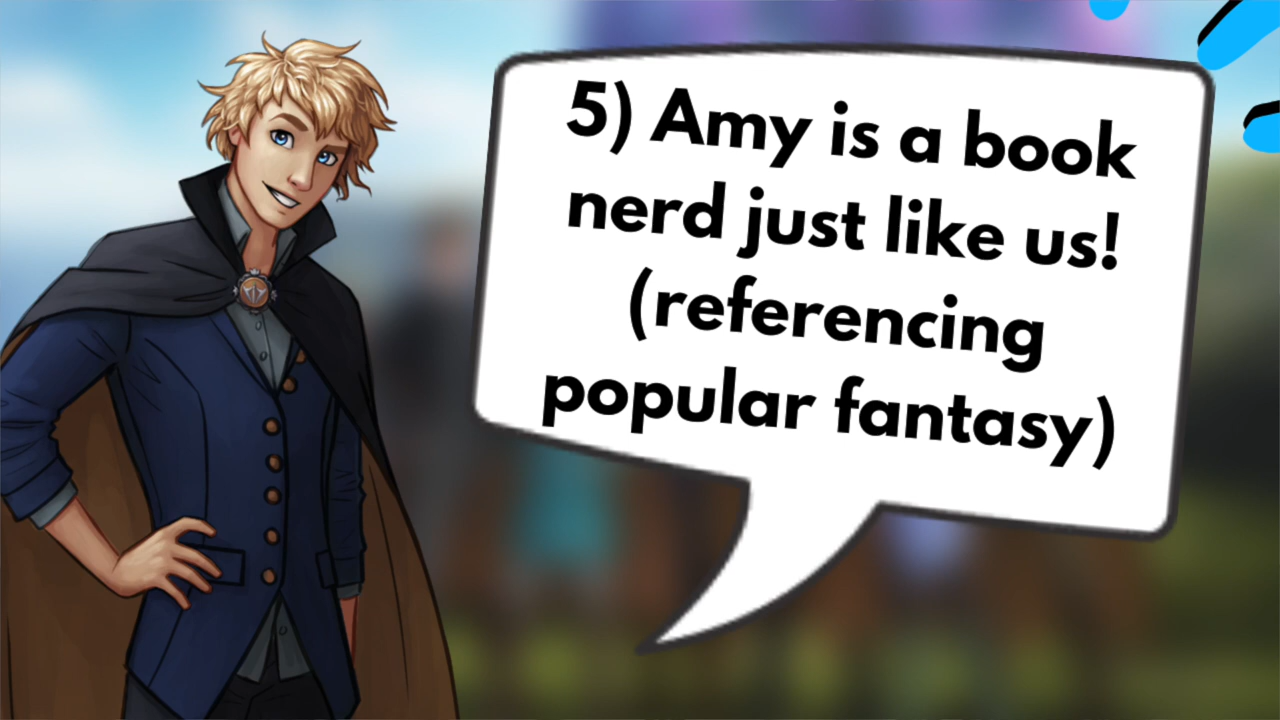 5) Amy is a book
nerd just like us!
(referencing
popular fantasy)